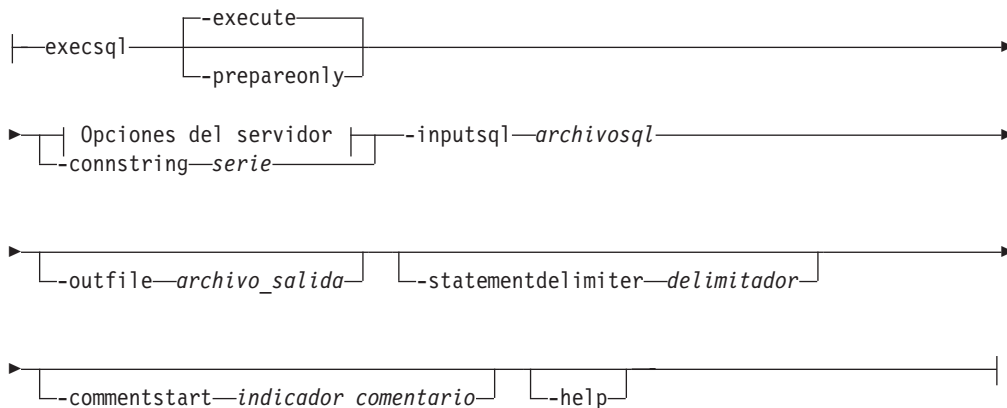 -execute
execsql
-prepareonly
Opciones del servidor -inputsql archivosql
-connstring serie
-outfile archivo_salida -statementdelimiter delimitador
-commentstart indicador comentario -help